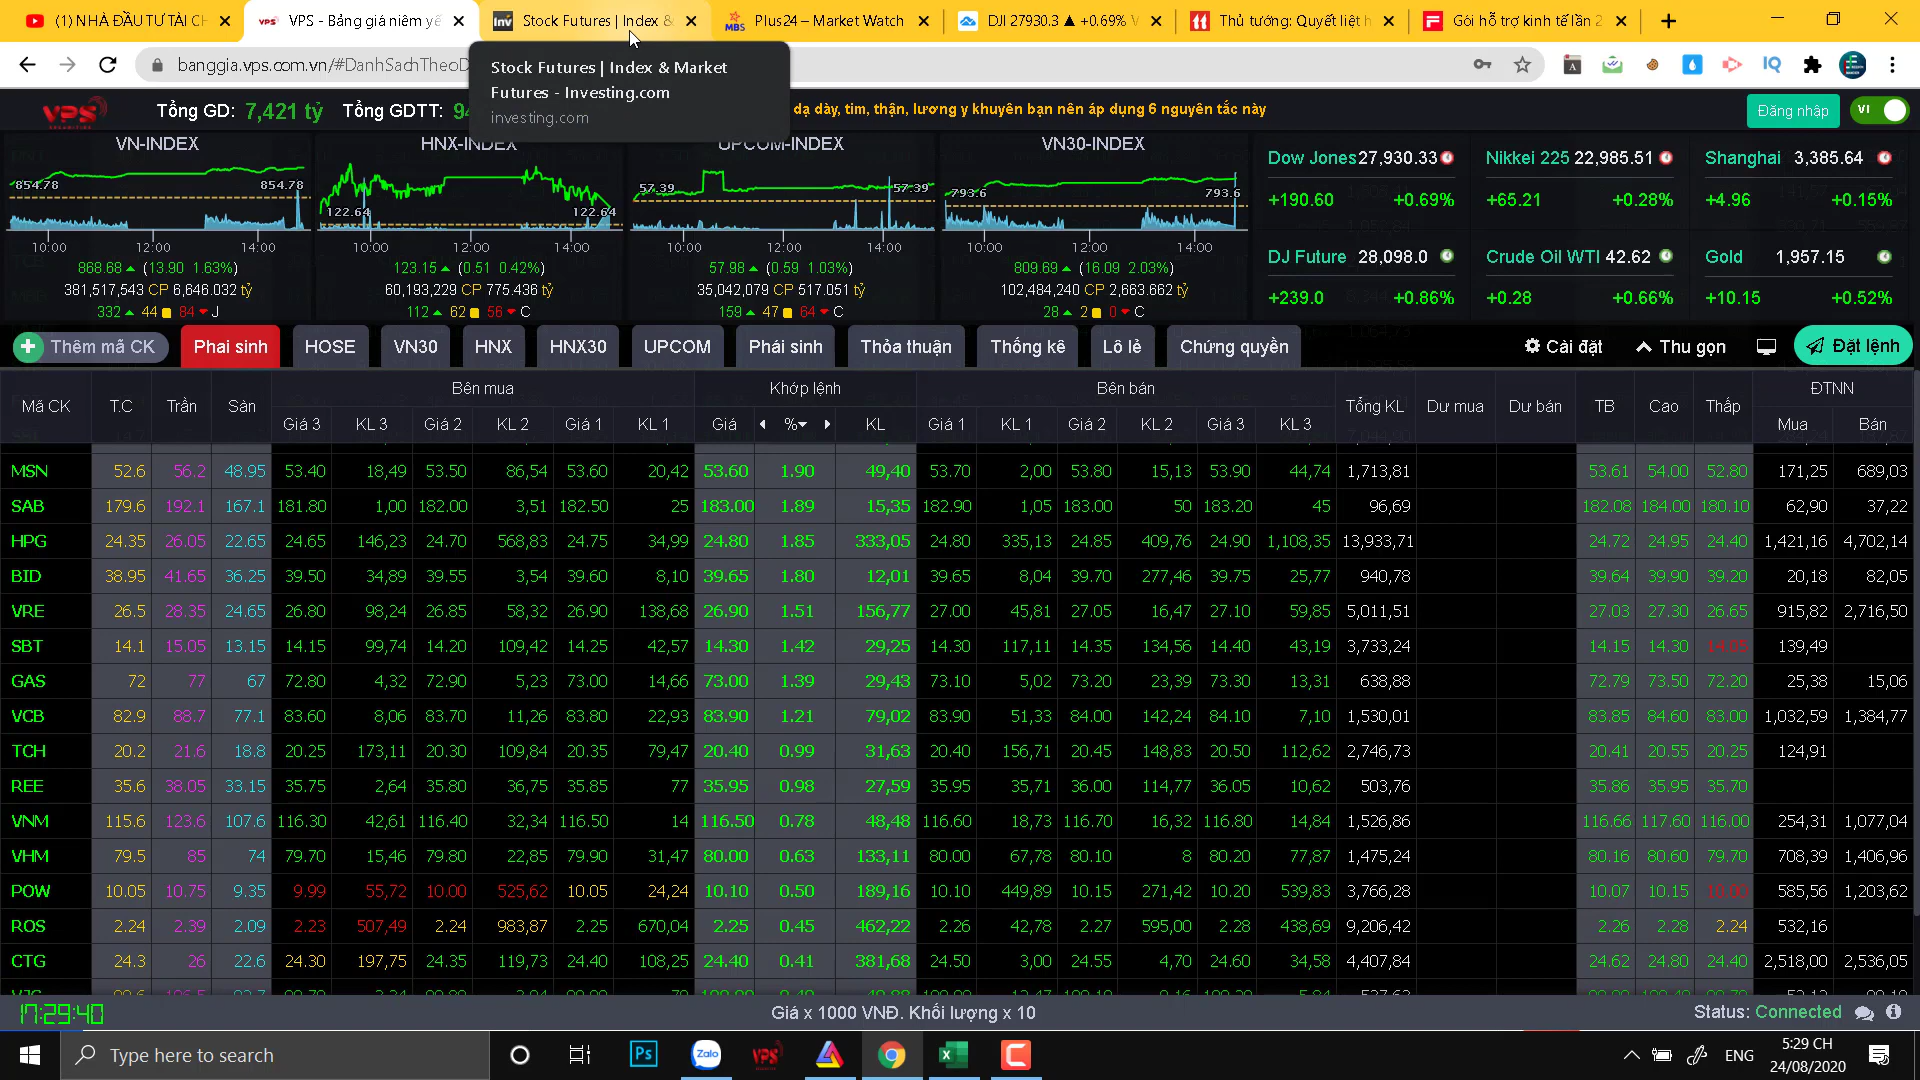 (1) NHÀ ĐẦU TƯ TÀI CH
VPS - Bảng giá niêm yế
Stock Futures | Index &
Plus24 – Market Watch
DJI 27930.3 ▲ +0.69%
Thủ tướng: Quyết liệt h
Gói hỗ trợ kinh tế lần 2
banggia.vps.com.vn/#DanhSachTheoD
Stock Futures | Index & Market
Futures - Investing.com
investing.com
VPS
Tổng GD: 7,421 tỷ Tổng GDTT:
dạ dày, tim, thận, lương y khuyên bạn nên áp dụng 6 nguyên tắc này
Đăng nhập
VI
VN-INDEX
HNX-INDEX
UPCOM-INDEX
VN30-INDEX
854.78 854.78
122.64 122.64
57.39 57.39
793.6 793.6
10:00 12:00 14:00
10:00 12:00 14:00
10:00 12:00 14:00
10:00 12:00 14:00
868.68 ▲ (13.90 1.63%)
381,517,543 CP 6,646.032 tỷ
332 ▲ 44 84 ▼ J
123.15 ▲ (0.51 0.42%)
60,193,229 CP 775.436 tỷ
112 ▲ 62 56 ▼ C
57.98 ▲ (0.59 1.03%)
35,042,079 CP 517.051 tỷ
159 ▲ 47 64 ▼ C
809.69 ▲ (16.09 2.03%)
102,484,240 CP 2,663.662 tỷ
28 ▲ 2 0 ▼ C
Dow Jones 27,930.33
+190.60 +0.69%
Nikkei 225 22,985.51
+65.21 +0.28%
Shanghai 3,385.64
+4.96 +0.15%
DJ Future 28,098.0
+239.0 +0.86%
Crude Oil WTI 42.62
+0.28 +0.66%
Gold 1,957.15
+10.15 +0.52%
Thêm mã CK Phai sinh HOSE VN30 HNX HNX30 UPCOM Phái sinh Thỏa thuận Thống kê Lô lẻ Chứng quyền Cài đặt Thu gọn Đặt lệnh
Mã CK T.C Trần Sàn Bên mua Khớp lệnh Bên bán Tổng KL Dư mua Dư bán TB Cao Thấp ĐTNN
Giá 3 KL 3 Giá 2 KL 2 Giá 1 KL 1 Giá % KL Giá 1 KL 1 Giá 2 KL 2 Giá 3 KL 3 Mua Bán
MSN 52.6 56.2 48.95 53.40 18,49 53.50 86,54 53.60 20,42 53.60 1.90 49,40 53.70 2,00 53.80 15,13 53.90 44,74 1,713,81 53.61 54.00 52.80 171,25 689,03
SAB 179.6 192.1 167.1 181.80 1,00 182.00 3,51 182.50 25 183.00 1.89 15,35 182.90 1,05 183.00 50 183.20 45 96,69 182.08 184.00 180.10 62,90 37,22
HPG 24.35 26.05 22.65 24.65 146,23 24.70 568,83 24.75 34,99 24.80 1.85 333,05 24.80 335,13 24.85 409,76 24.90 1,108,35 13,933,71 24.72 24.95 24.40 1,421,16 4,702,14
BID 38.95 41.65 36.25 39.50 34,89 39.55 3,54 39.60 8,10 39.65 1.80 12,01 39.65 8,04 39.70 277,46 39.75 25,77 940,78 39.64 39.90 39.20 20,18 82,05
VRE 26.5 28.35 24.65 26.80 98,24 26.85 58,32 26.90 138,68 26.90 1.51 156,77 27.00 45,81 27.05 16,47 27.10 59,85 5,011,51 27.03 27.30 26.65 915,82 2,716,50
SBT 14.1 15.05 13.15 14.15 99,74 14.20 109,42 14.25 42,57 14.30 1.42 29,25 14.30 117,11 14.35 134,56 14.40 43,19 3,733,24 14.15 14.30 14.05 139,49
GAS 72 77 67 72.80 4,32 72.90 5,23 73.00 14,66 73.00 1.39 29,43 73.10 5,02 73.20 23,39 73.30 13,31 638,88 72.79 73.50 72.20 25,38 15,06
VCB 82.9 88.7 77.1 83.60 8,06 83.70 11,26 83.80 22,93 83.90 1.21 79,02 83.90 51,33 84.00 142,24 84.10 7,10 1,530,01 83.85 84.60 83.00 1,032,59 1,384,77
TCH 20.2 21.6 18.8 20.25 173,11 20.30 109,84 20.35 79,47 20.40 0.99 31,63 20.40 156,71 20.45 148,83 20.50 112,62 2,746,73 20.41 20.55 20.25 124,91
REE 35.6 38.05 33.15 35.75 2,64 35.80 36,75 35.85 77 35.95 0.98 27,59 35.95 35,71 36.00 114,77 36.05 10,62 503,76 35.86 35.95 35.70
VNM 115.6 123.6 107.6 116.30 42,61 116.40 32,34 116.50 14 116.50 0.78 48,48 116.60 18,73 116.70 16,32 116.80 14,84 1,526,86 116.66 117.60 116.00 254,31 1,077,04
VHM 79.5 85 74 79.70 15,46 79.80 22,85 79.90 31,47 80.00 0.63 133,11 80.00 67,78 80.10 8 80.20 77,87 1,475,24 80.16 80.60 79.70 708,39 1,406,96
POW 10.05 10.75 9.35 9.99 55,72 10.00 525,62 10.05 24,24 10.10 0.50 189,16 10.10 449,89 10.15 271,42 10.20 539,83 3,766,28 10.07 10.15 10.00 585,56 1,203,62
ROS 2.24 2.39 2.09 2.23 507,49 2.24 983,87 2.25 670,04 2.25 0.45 462,22 2.26 42,78 2.27 595,00 2.28 438,69 9,206,42 2.26 2.28 2.24 532,16
CTG 24.3 26 22.6 24.30 197,75 24.35 119,73 24.40 108,25 24.40 0.41 381,68 24.50 3,00 24.55 4,70 24.60 34,58 4,407,84 24.62 24.80 24.40 2,518,00 2,536,05
17:29:40
Giá x 1000 VNĐ. Khối lượng x 10
Status: Connected
Type here to search
Ps
Zalo
VPS
ENG
5:29 CH
24/08/2020